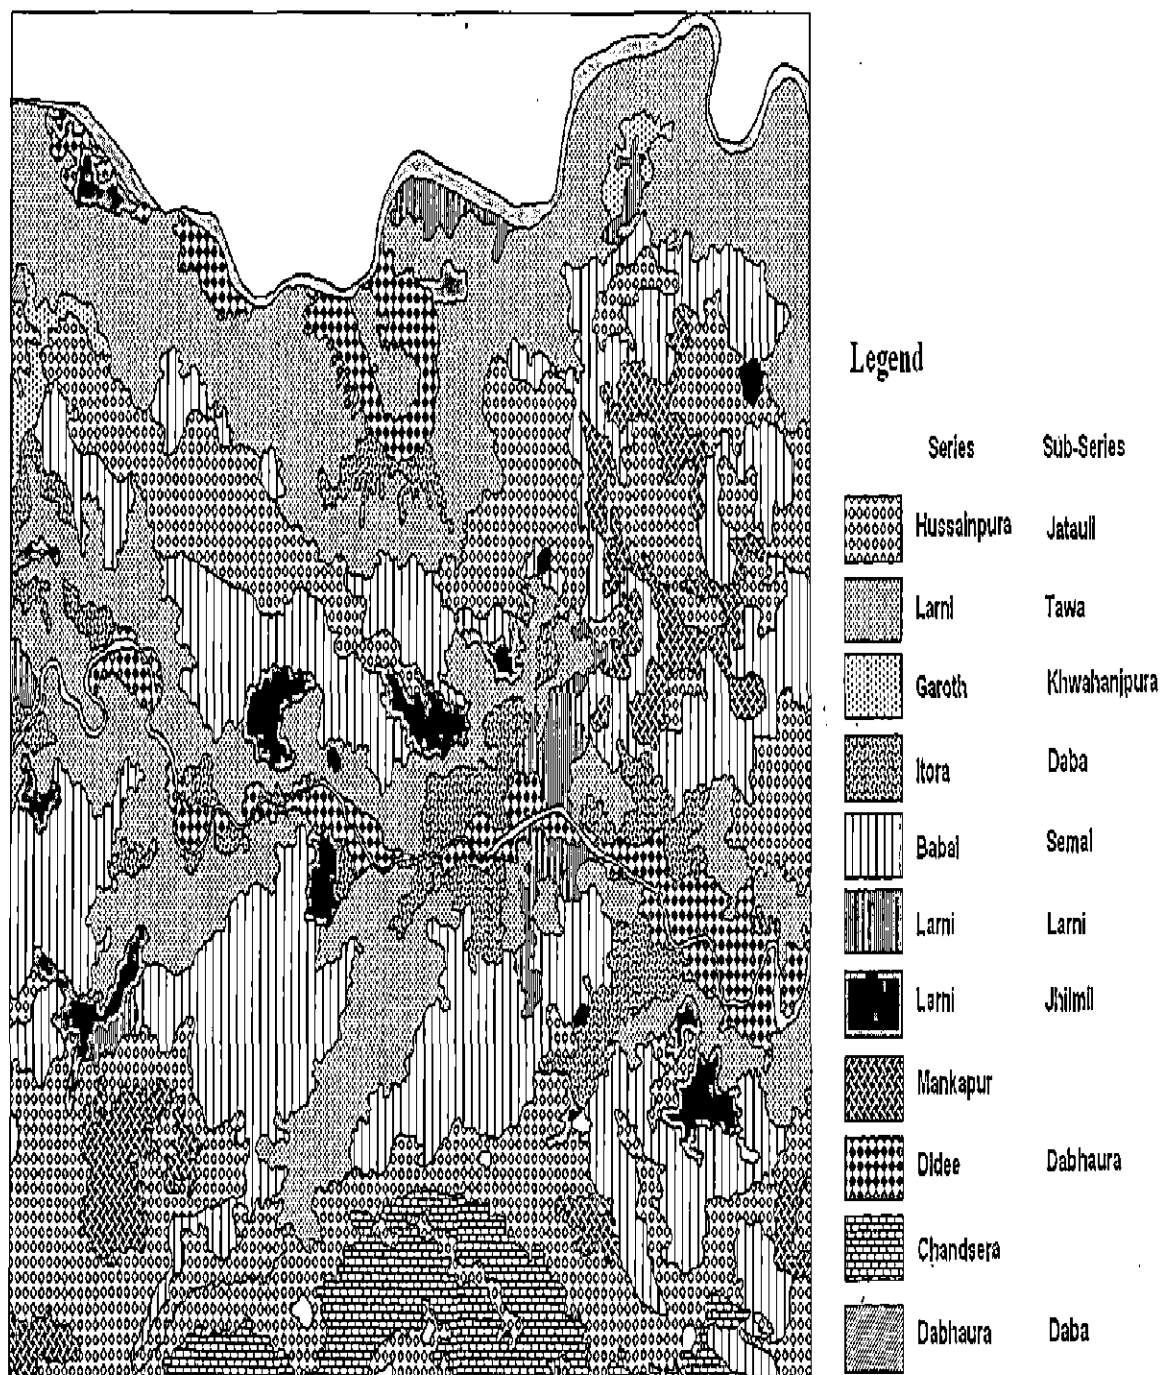 Legend
Series Sub-Series
Hussainpura Jatauli
Larni Tawa
Garoth Khwahanjpura
Itora Daba
Babal Semal
Larni Larni
Larni Jhilmil
Mankapur
Didee Dabhaura
Chandsera
Dabhaura Daba